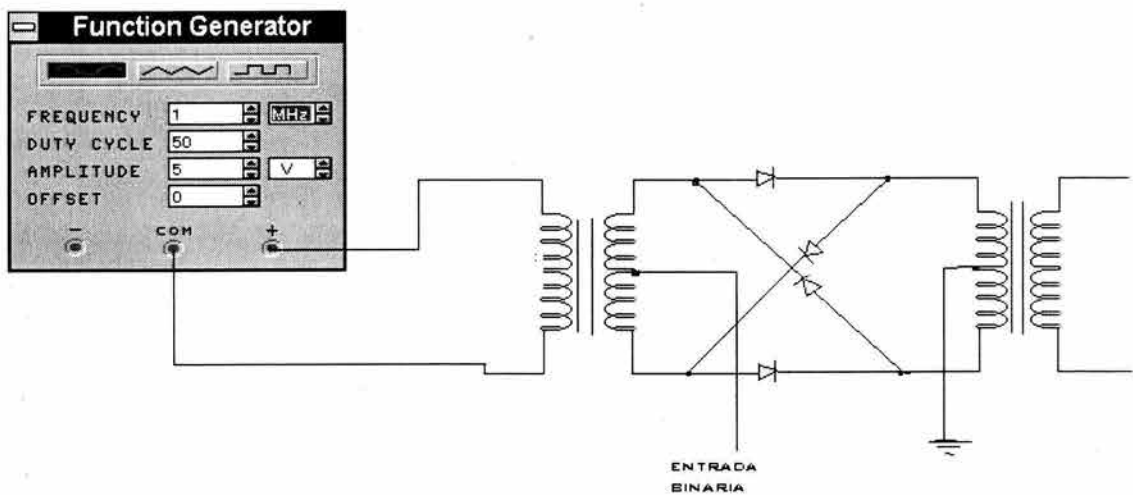 Function Generator
FREQUENCY 1 MHz
DUTY CYCLE 50
AMPLITUDE 5 V
OFFSET 0
- COM +
ENTRADA
BINARIA